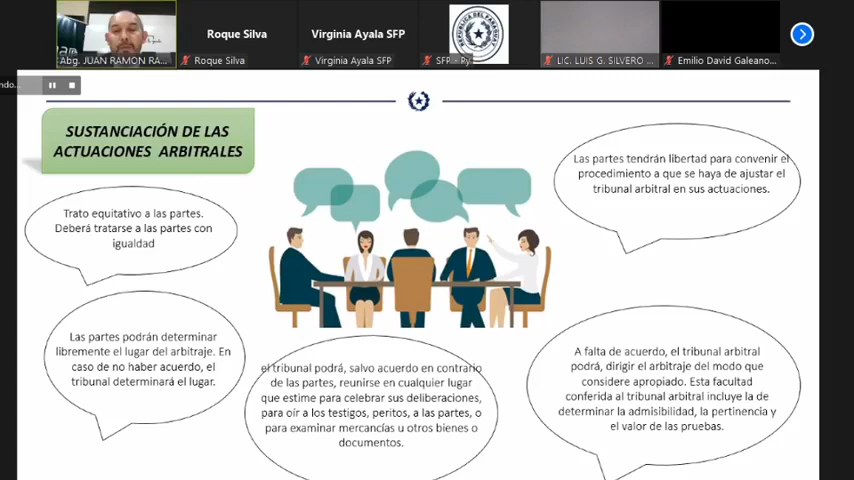 Roque Silva
Virginia Ayala SFP
Abg. JUAN RAMON RA...
Roque Silva
Virginia Ayala SFP
SFP - Py
LIC. LUIS G. SILVERO ...
Emilio David Galeano...
ndo...
SUSTANCIACIÓN DE LAS
ACTUACIONES ARBITRALES
Las partes tendrán libertad para convenir el
procedimiento a que se haya de ajustar el
tribunal arbitral en sus actuaciones.
Trato equitativo a las partes.
Deberá tratarse a las partes con
igualdad
Las partes podrán determinar
libremente el lugar del arbitraje. En
caso de no haber acuerdo, el
tribunal determinará el lugar.
el tribunal podrá, salvo acuerdo en contrario
de las partes, reunirse en cualquier lugar
que estime para celebrar sus deliberaciones,
para oír a los testigos, peritos, a las partes, o
para examinar mercancías u otros bienes o
documentos.
A falta de acuerdo, el tribunal arbitral
podrá, dirigir el arbitraje del modo que
considere apropiado. Esta facultad
conferida al tribunal arbitral incluye la de
determinar la admisibilidad, la pertinencia y
el valor de las pruebas.